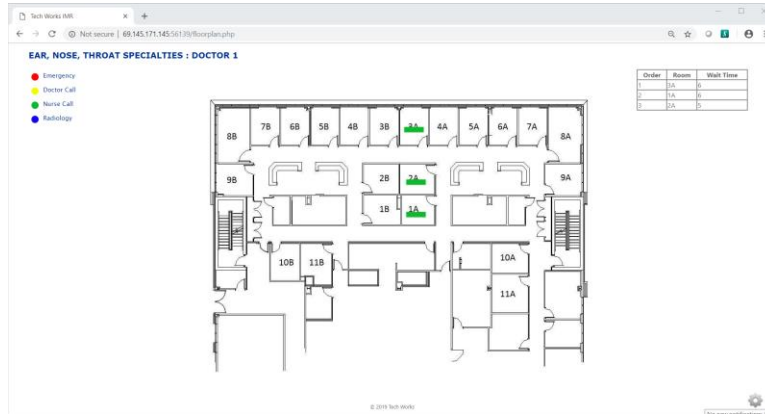 Tech Works IMR
Not secure | 69.145.171.145:56139/floorplan.php
EAR, NOSE, THROAT SPECIALTIES : DOCTOR 1
Emergency
Doctor Call
Nurse Call
Radiology
Order Room Wait Time
1 3A 6
2 1A 6
3 2A 5
7B 6B 5B 4B 3B 3A 4A 5A 6A 7A
8B 8A
9B 2B 2A 9A
1B 1A
10B 11B 10A
11A
© 2019 Tech Works